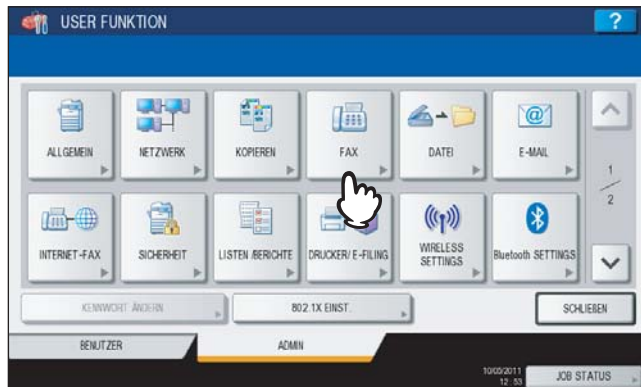 USER FUNKTION
?
ALLGEMEIN
NETZWERK
KOPIEREN
FAX
DATEI
E-MAIL
1
2
INTERNET-FAX
SICHERHEIT
LISTEN /BERICHTE
DRUCKER/ E-FILING
WIRELESS
SETTINGS
Bluetooth SETTINGS
KENNWORT ÄNDERN
802.1X EINST.
SCHLIEßEN
BENUTZER
ADMIN
10/03/2011
12 : 53
JOB STATUS